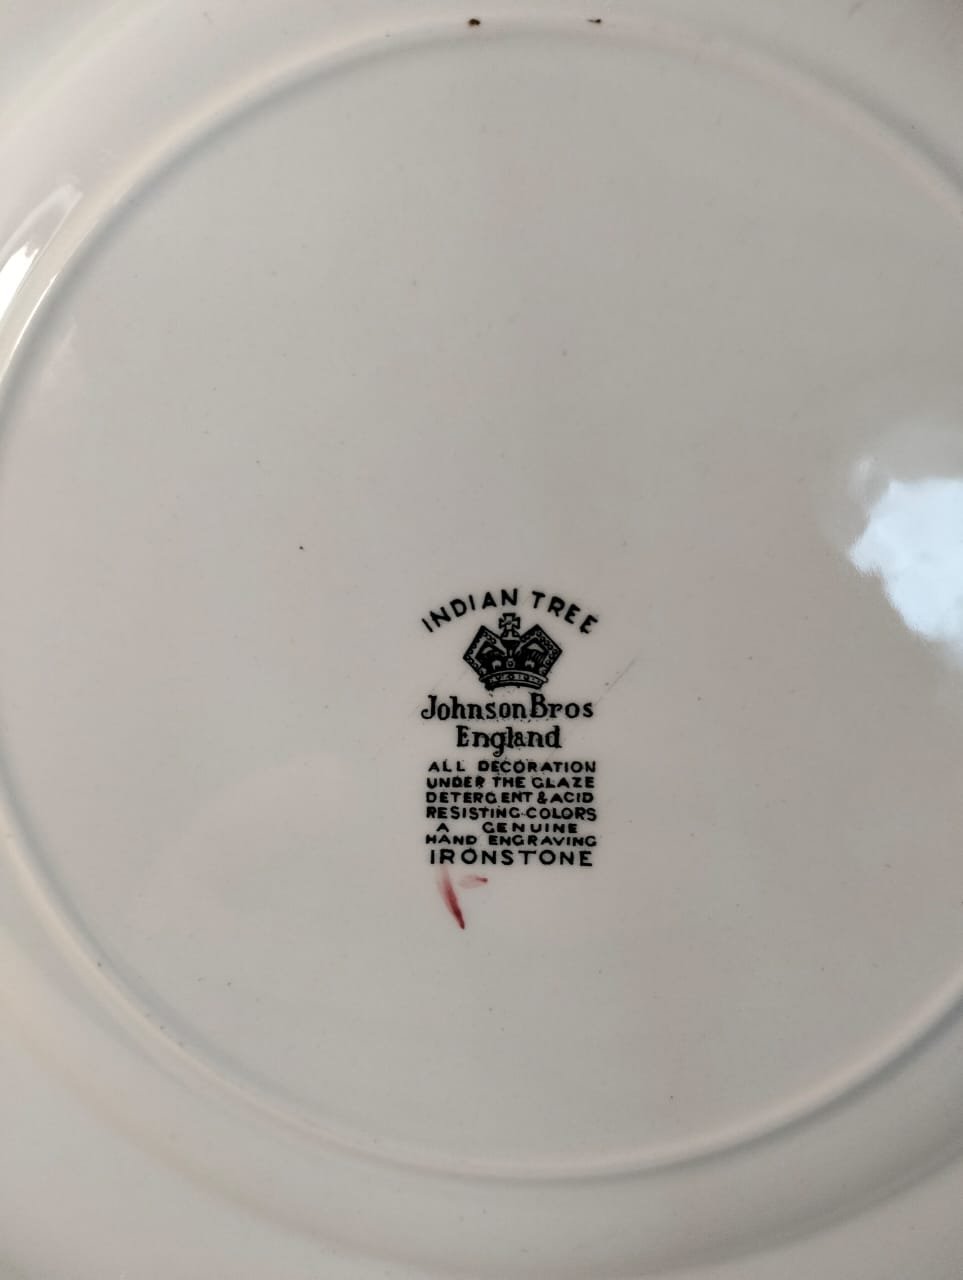 INDIAN TREE
Johnson Bros
England
ALL DECORATION
UNDER THE GLAZE
DETERGENT & ACID
RESISTING-COLORS
A GENUINE
HAND ENGRAVING
IRONSTONE